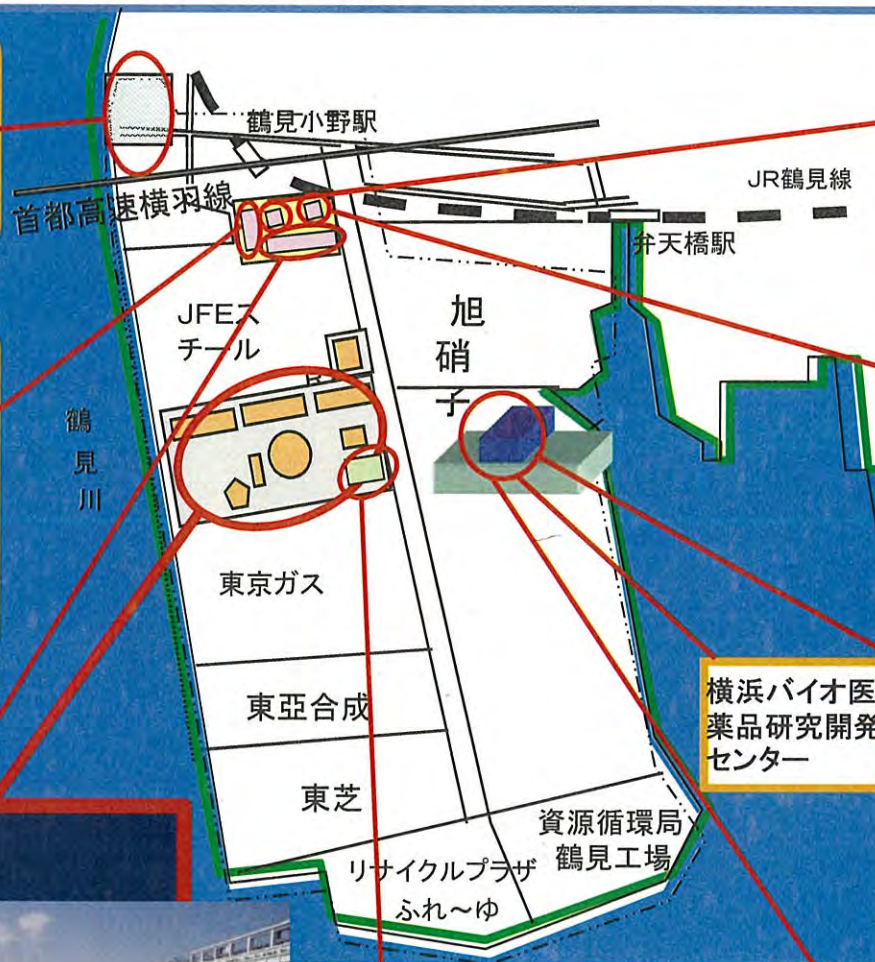 鶴見小野駅
JR鶴見線
首都高速横羽線
弁天橋駅
JFEス
チール
旭
硝
子
鶴
見
川
東京ガス
横浜バイオ医
薬品研究開発
センター
東亞合成
東芝
資源循環局
鶴見工場
リサイクルプラザ
ふれ～ゆ